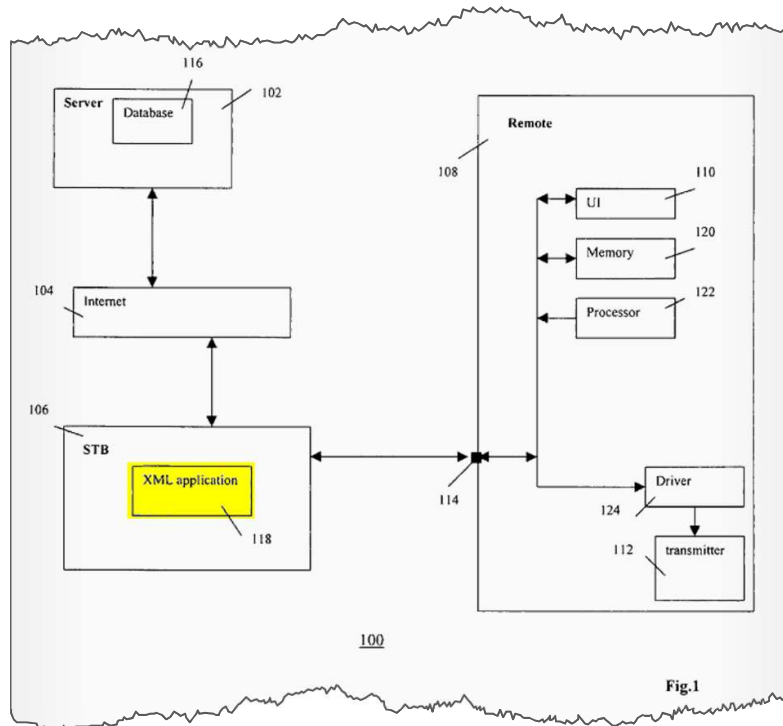 116
Server
102
Database
Remote
108
110
UI
120
Memory
104
Internet
122
Processor
106
STB
XML application
118
114
Driver
124
112
transmitter
100
Fig.1